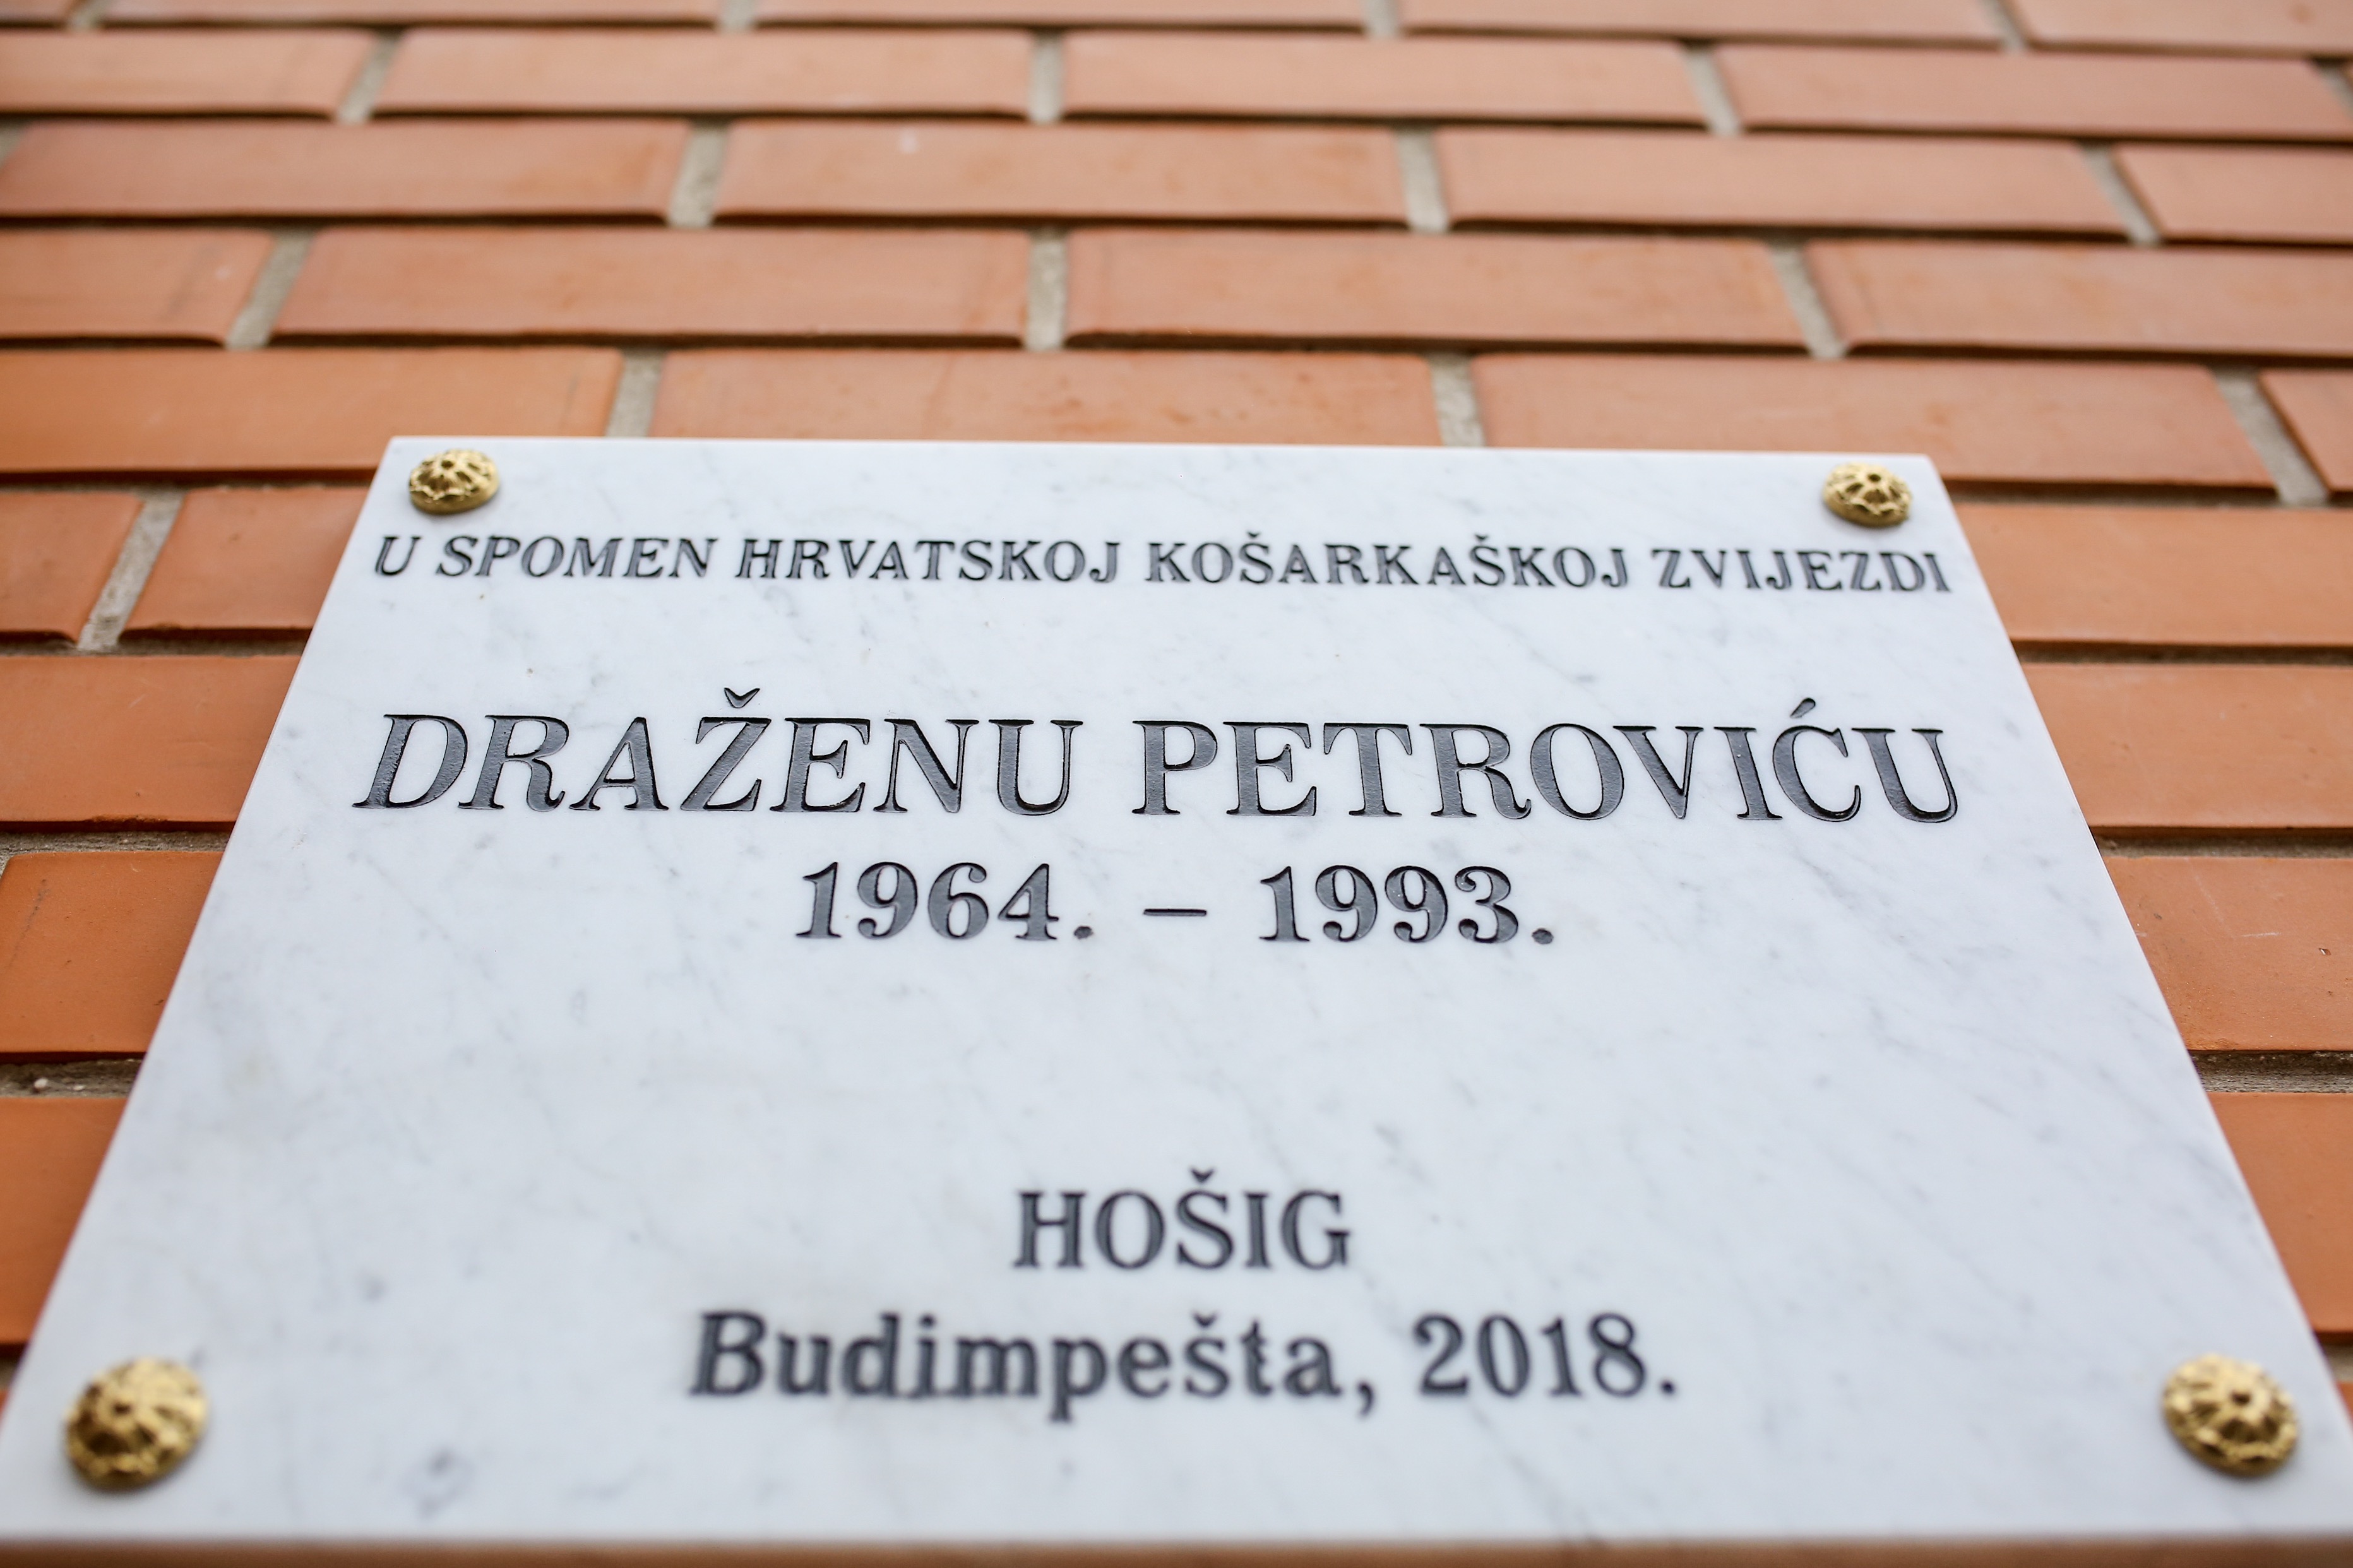 U SPOMEN HRVATSKOJ KOŠARKAŠKOJ ZVIJEZDI
DRAŽENU PETROVIĆU
1964. – 1993.
HOŠIG
Budimpešta, 2018.